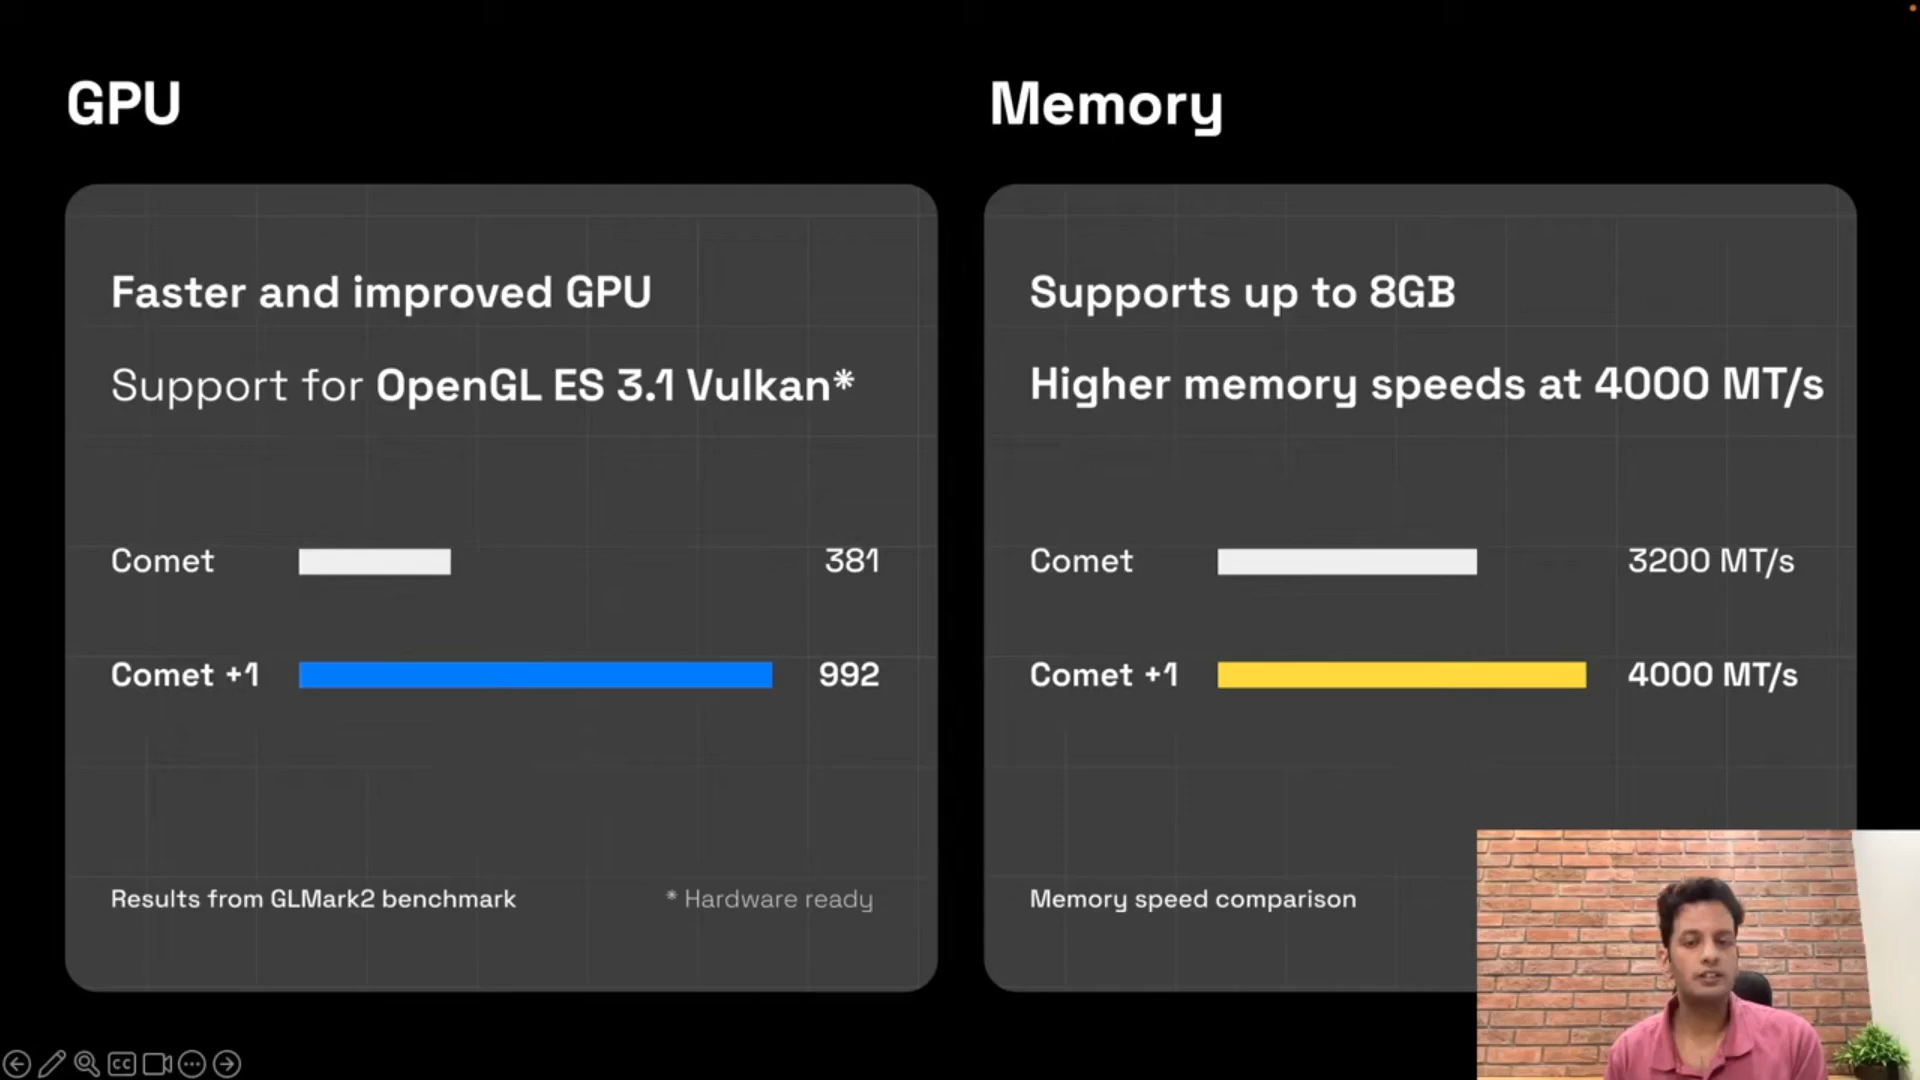 GPU
Faster and improved GPU
Support for OpenGL ES 3.1 Vulkan*
Comet 381
Comet +1 992
Results from GLMark2 benchmark * Hardware ready
Memory
Supports up to 8GB
Higher memory speeds at 4000 MT/s
Comet 3200 MT/s
Comet +1 4000 MT/s
Memory speed comparison
CC